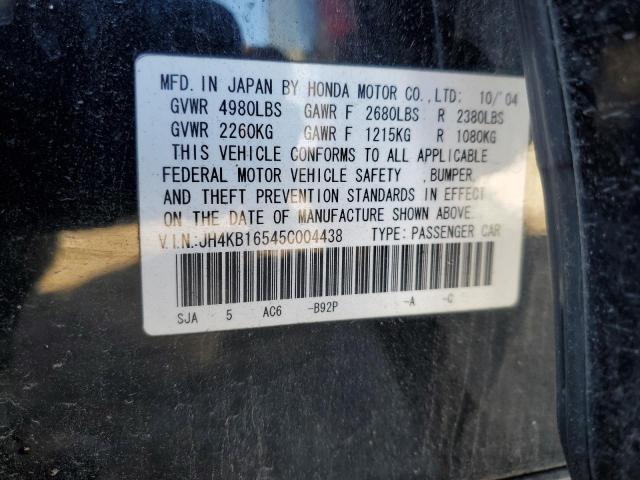 MFD. IN JAPAN BY HONDA MOTOR CO.,LTD: 10/'04
GVWR 4980LBS GAWR F 2680LBS R 2380LBS
GVWR 2260KG GAWR F 1215KG R 1080KG
THIS VEHICLE CONFORMS TO ALL APPLICABLE
FEDERAL MOTOR VEHICLE SAFETY ,BUMPER,
AND THEFT PREVENTION STANDARDS IN EFFECT
ON THE DATE OF MANUFACTURE SHOWN ABOVE.
V.I.N.:JH4KB16545C004438 TYPE: PASSENGER CAR
SJA 5 AC6 -B92P -A -C